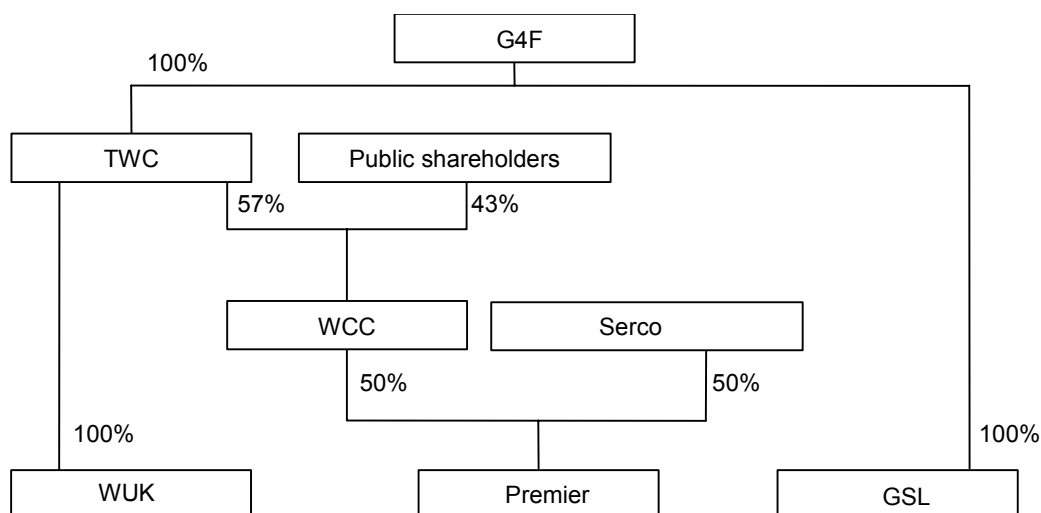 G4F
100%
TWC
Public shareholders
57%
43%
WCC
Serco
50%
50%
100%
100%
WUK
Premier
GSL